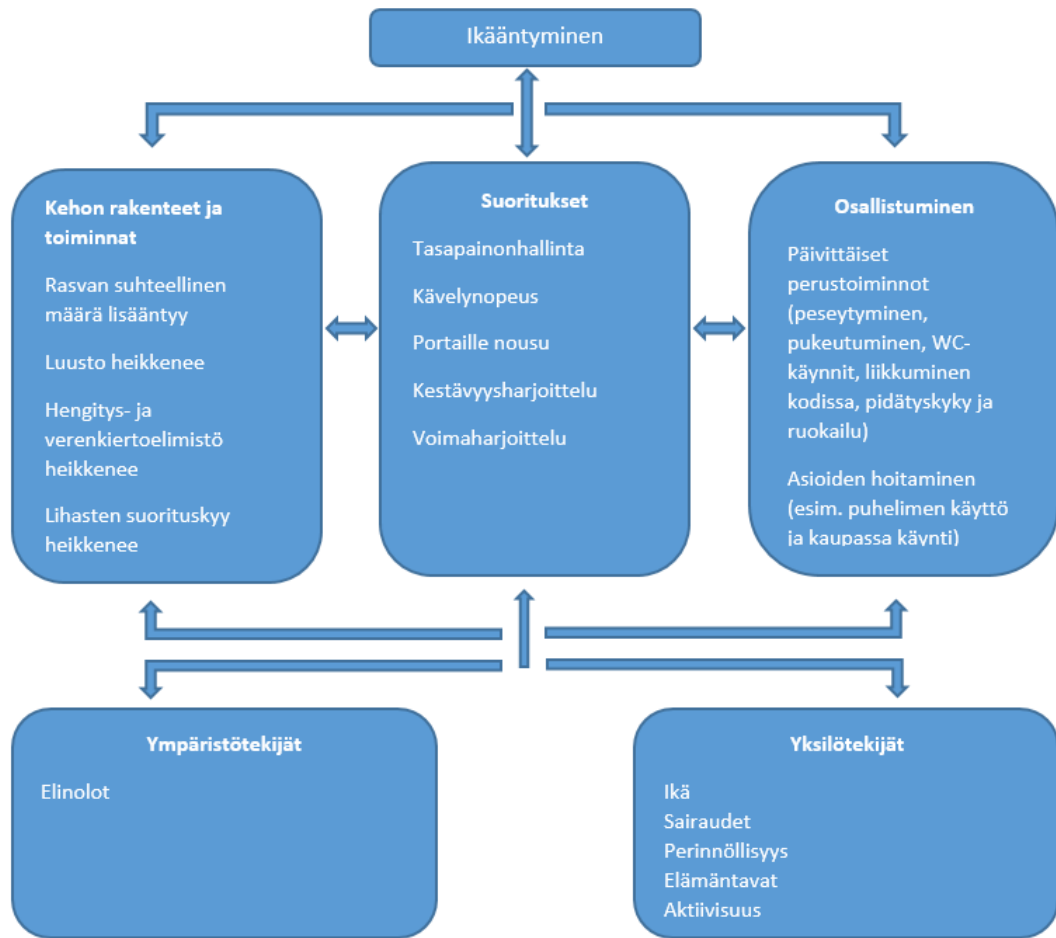 Ikääntyminen
Kehon rakenteet ja
toiminnat
Rasvan suhteellinen
määrä lisääntyy
Luusto heikkenee
Hengitys- ja
verenkiertoelimistö
heikkenee
Lihasten suorituskyy
heikkenee
Suoritukset
Tasapainonhallinta
Kävelynopeus
Portaille nousu
Kestävyysharjoittelu
Voimaharjoittelu
Osallistuminen
Päivittäiset
perustoiminnot
(peseytyminen,
pukeutuminen, WC-
käynnit, liikkuminen
kodissa, pidätyskyky ja
ruokailu)
Asioiden hoitaminen
(esim. puhelimen käyttö
ja kaupassa käynti)
Ympäristötekijät
Elinolot
Yksilötekijät
Ikä
Sairaudet
Perinnöllisyys
Elämäntavat
Aktiivisuus